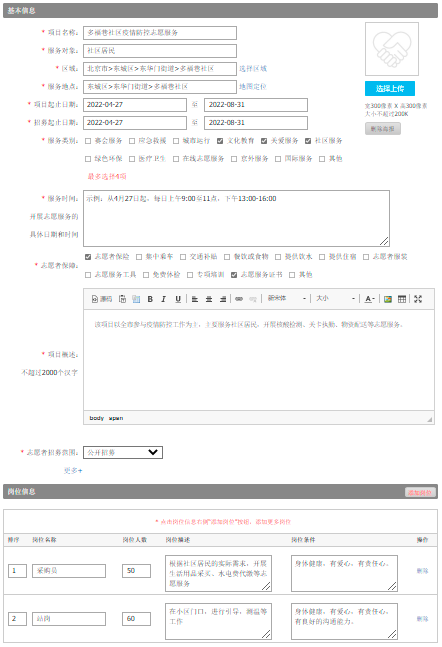 基本信息
* 项目名称： 多福巷社区疫情防控志愿服务
* 服务对象： 社区居民
* 区域： 北京市>东城区>东华门街道>多福巷社区 选择区域
* 服务地点： 东城区>东华门街道>多福巷社区 地图定位
选择上传
* 项目起止日期： 2022-04-27 至 2022-08-31
宽300像素 X 高300像素
大小不超过200K
* 招募起止日期： 2022-04-27 至 2022-08-31
* 服务类别： 赛会服务 应急救援 城市运行 文化教育 关爱服务 社区服务
绿色环保 医疗卫生 在线志愿服务 京外服务 国际服务 其他
最多选择4项
* 服务时间：
开展志愿服务的
具体日期和时间
示例：从4月27日起，每日上午9:00至11点，下午13:00-16:00
* 志愿者保障： 志愿者保险 集中乘车 交通补贴 餐饮或食物 提供饮水 提供住宿 志愿者服装
志愿服务工具 免费体检 专项培训 志愿服务证书 其他
源码 B I U 新宋体 大小 A
* 项目概述：
不超过2000个汉字
该项目以全面参与疫情防控工作为主，主要服务社区居民，开展核酸检测、关卡执勤、物资配送等志愿服务。
body span
* 志愿者招募范围： 公开招募
更多+
岗位信息 添加岗位
* 点击岗位信息右侧"添加岗位"按钮，添加更多岗位
排序 岗位名称 岗位人数 岗位描述 岗位条件 操作
1 采购员 50 根据社区居民的实际需求，开展
生活用品采买、水电费代缴等志
愿服务
身体健康，有爱心，有责任心。 删除
2 站岗 60 在小区门口，进行引导，测温等
工作
身体健康，有爱心，有责任心，
有良好的沟通能力。 删除